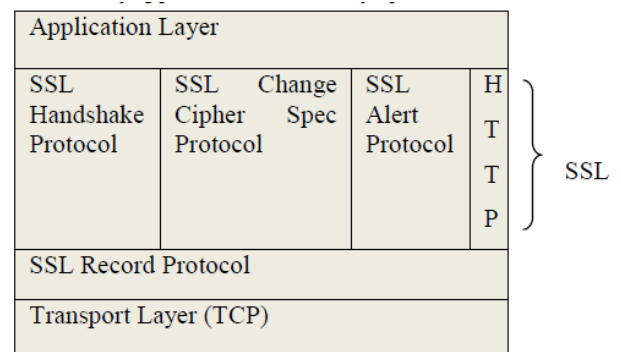 Application Layer
SSL
Handshake
Protocol
SSL Change
Cipher Spec
Protocol
SSL
Alert
Protocol
H
T
T
P
SSL
SSL Record Protocol
Transport Layer (TCP)